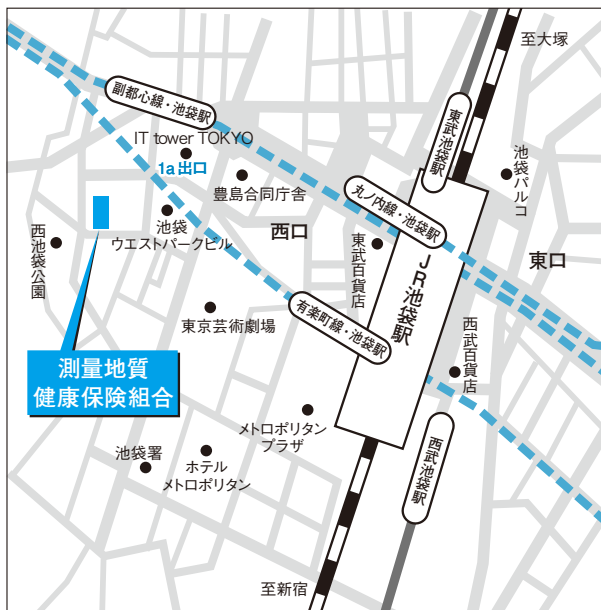 至大塚
副都心線・池袋駅
東武池袋駅
IT tower TOKYO
1a出口
豊島合同庁舎
池袋パルコ
丸ノ内線・池袋駅
西池袋公園
池袋
ウエストパークビル
西口
東武百貨店
JR池袋駅
東口
東京芸術劇場
有楽町線・池袋駅
西武百貨店
測量地質
健康保険組合
メトロポリタン
プラザ
池袋署
ホテル
メトロポリタン
西武池袋駅
至新宿